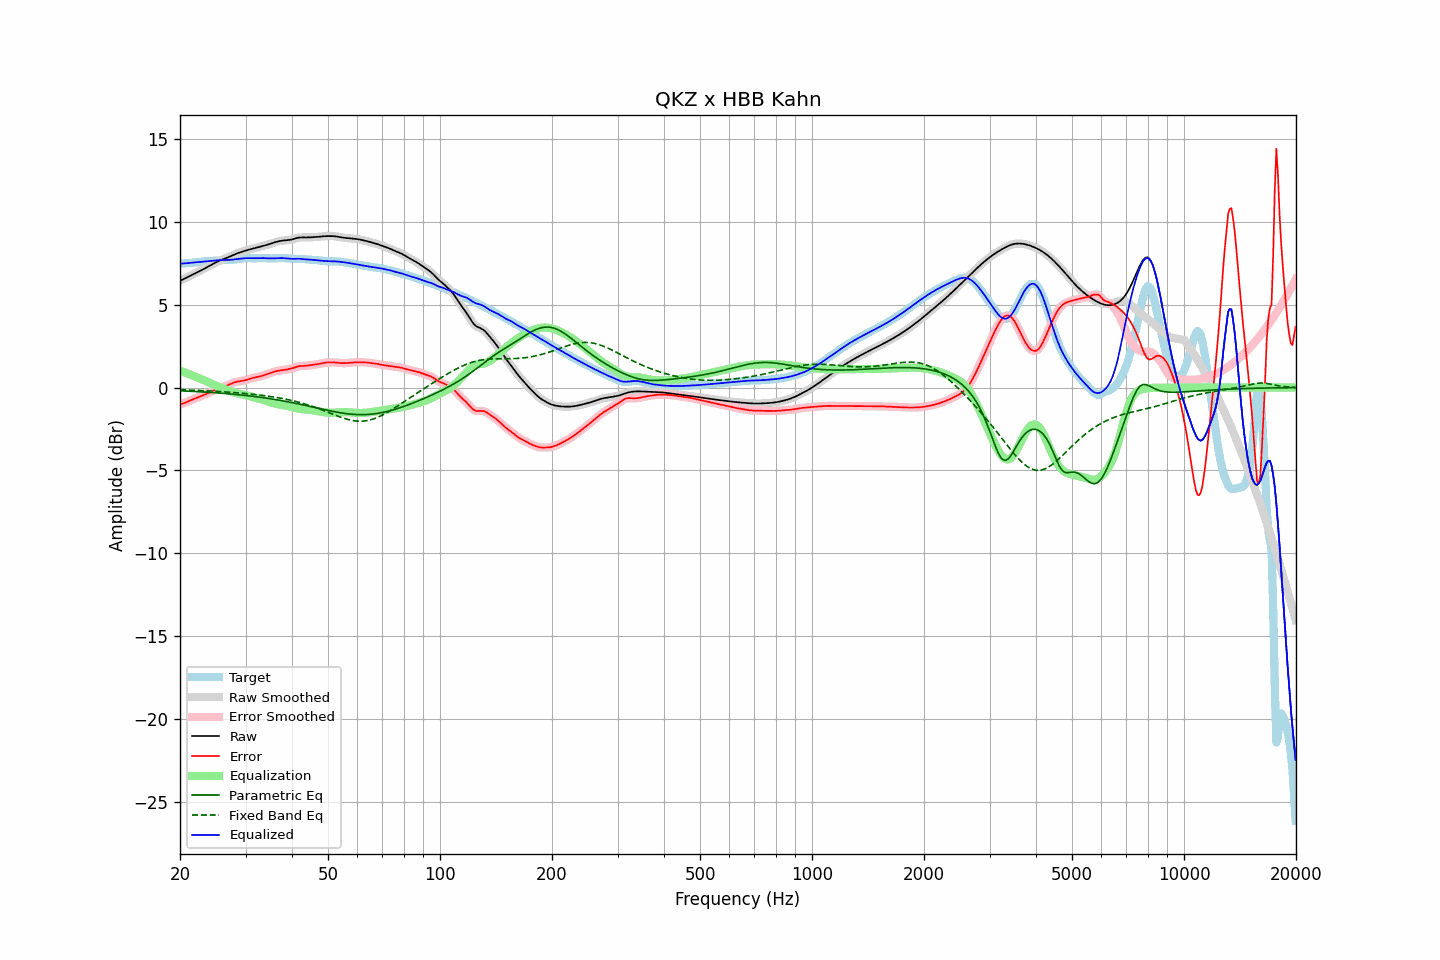 QKZ x HBB Kahn
15
10
5
0
−5
−10
−15
−20
−25
Amplitude (dBr)
Target
Raw Smoothed
Error Smoothed
Raw
Error
Equalization
Parametric Eq
Fixed Band Eq
Equalized
20 50 100 200 500 1000 2000 5000 10000 20000
Frequency (Hz)